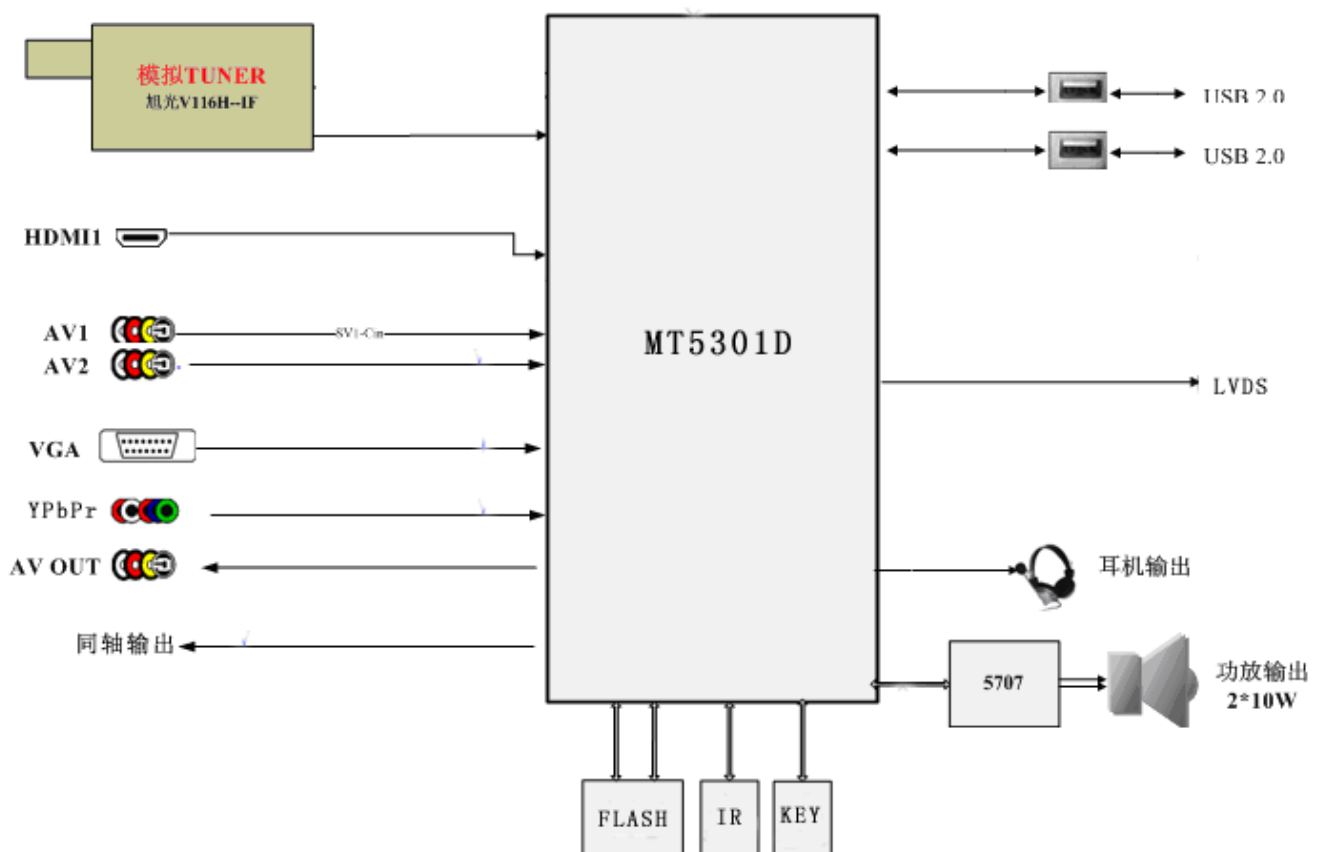 模拟TUNER
旭光V116H--IF
HDMI1
AV1
SV1-Cin
AV2
VGA
YPbPr
AV OUT
同轴输出
MT5301D
USB 2.0
USB 2.0
LVDS
耳机输出
5707
功放输出
2*10W
FLASH
IR
KEY